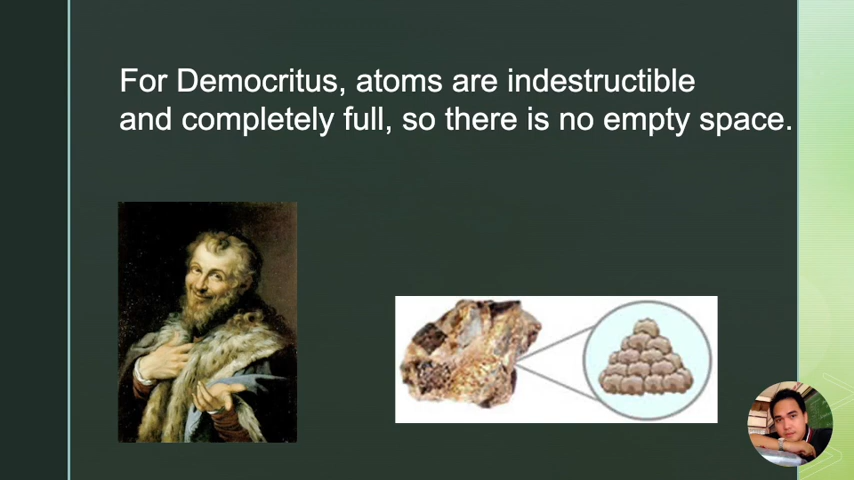 For Democritus, atoms are indestructible
and completely full, so there is no empty space.